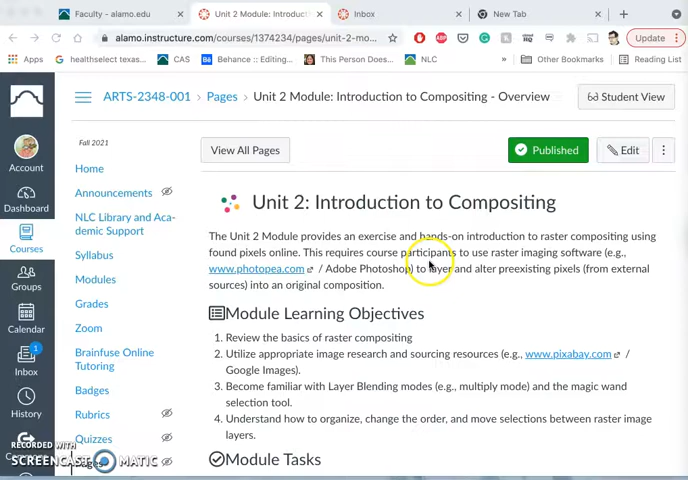 Faculty - alamo.edu
Unit 2 Module: Introduct
Inbox
New Tab
alamo.instructure.com/courses/1374234/pages/unit-2-mo...
ABP
Update
Apps
healthselect texas...
CAS
Behance :: Editing...
This Person Does...
NLC
»
Other Bookmarks
Reading List
ARTS-2348-001 › Pages › Unit 2 Module: Introduction to Compositing - Overview
Student View
Account
Dashboard
Courses
Groups
Calendar
1
Inbox
History
Fall 2021
Home
Announcements
NLC Library and Aca-
demic Support
Syllabus
Modules
Grades
Zoom
Brainfuse Online
Tutoring
Badges
Rubrics
Quizzes
Pages
View All Pages
Published
Edit
Unit 2: Introduction to Compositing
The Unit 2 Module provides an exercise and hands-on introduction to raster compositing using
found pixels online. This requires course participants to use raster imaging software (e.g.,
www.photopea.com / Adobe Photoshop) to layer and alter preexisting pixels (from external
sources) into an original composition.
Module Learning Objectives
1. Review the basics of raster compositing
2. Utilize appropriate image research and sourcing resources (e.g., www.pixabay.com /
Google Images).
3. Become familiar with Layer Blending modes (e.g., multiply mode) and the magic wand
selection tool.
4. Understand how to organize, change the order, and move selections between raster image
layers.
Module Tasks
RECORDED WITH
SCREENCAST MATIC